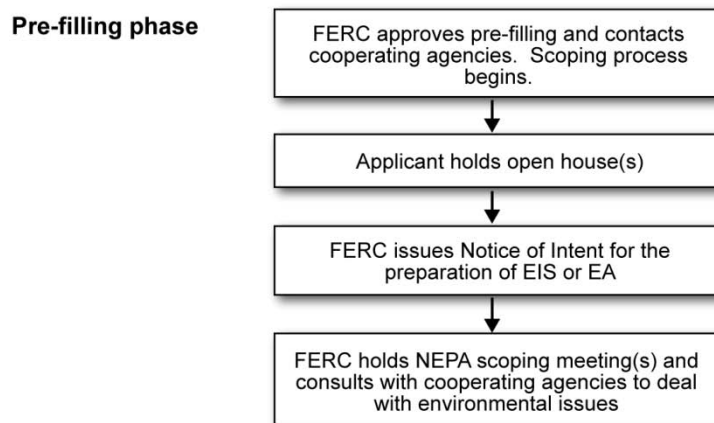 Pre-filling phase
FERC approves pre-filling and contacts
cooperating agencies.  Scoping process
begins.
Applicant holds open house(s)
FERC issues Notice of Intent for the
preparation of EIS or EA
FERC holds NEPA scoping meeting(s) and
consults with cooperating agencies to deal
with environmental issues